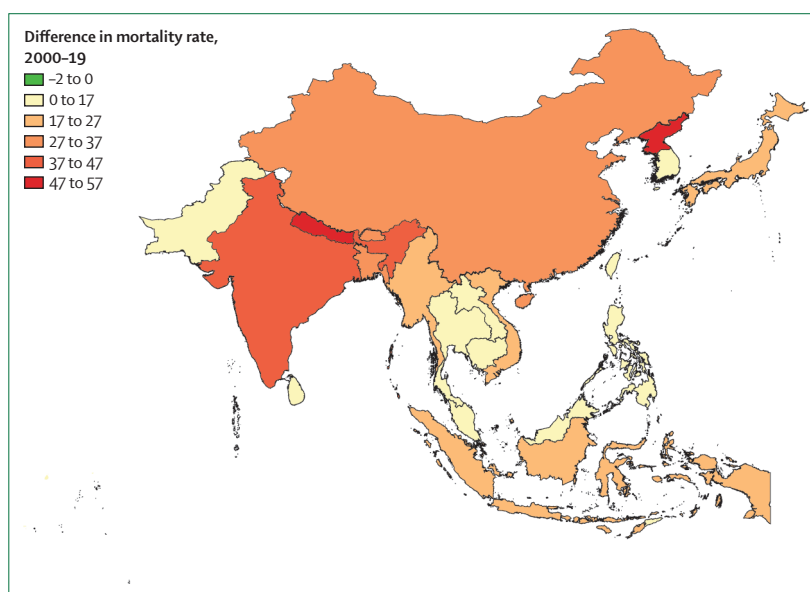 Difference in mortality rate,
2000–19
–2 to 0
0 to 17
17 to 27
27 to 37
37 to 47
47 to 57